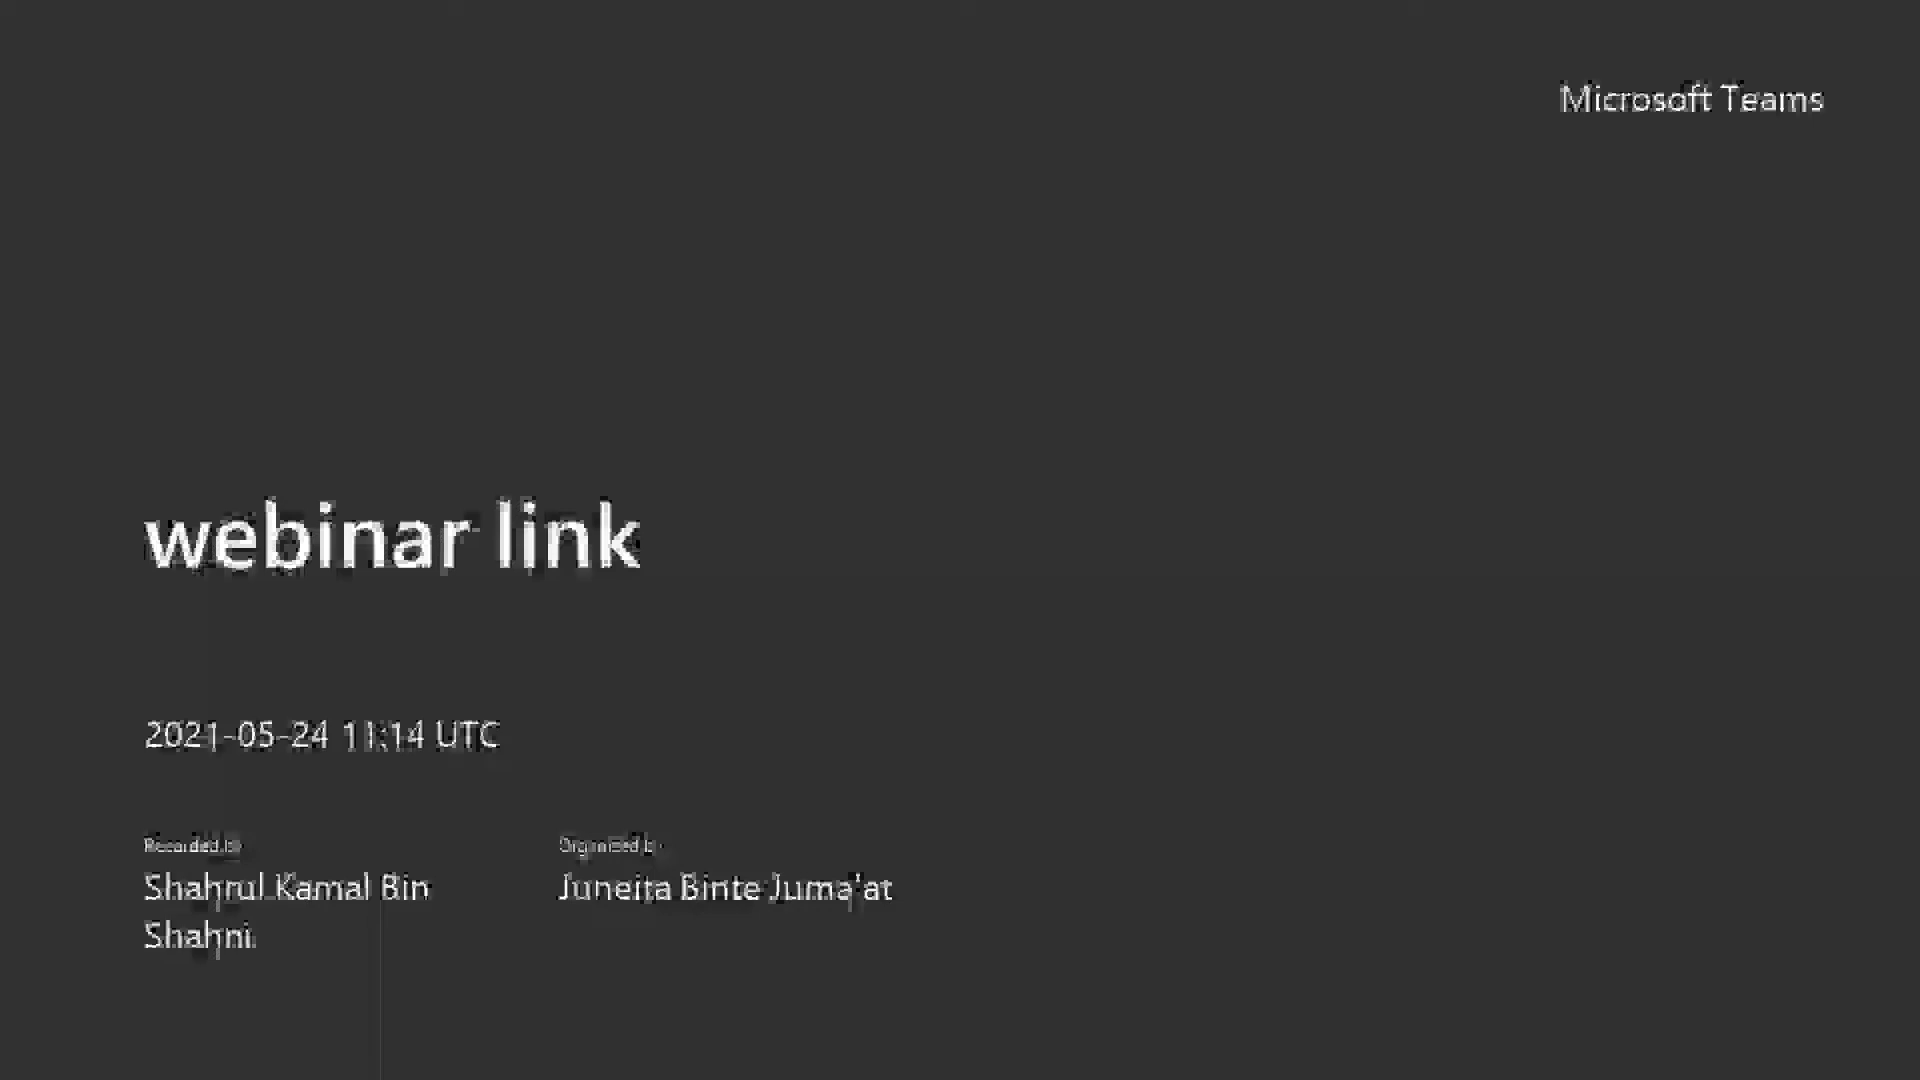 Microsoft Teams
webinar link
2021-05-24 11:14 UTC
Recorded by
Organized by
Shahrul Kamal Bin
Juneita Binte Juma'at
Shahni